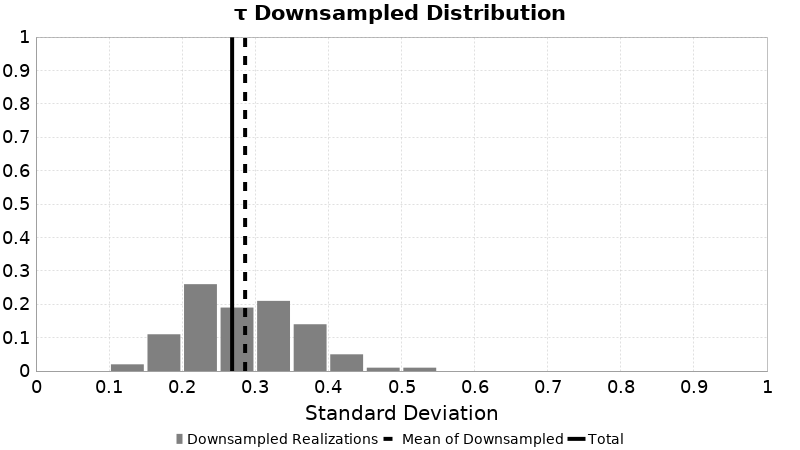 τ Downsampled Distribution
1
0.9
0.8
0.7
0.6
0.5
0.4
0.3
0.2
0.1
0
0 0.1 0.2 0.3 0.4 0.5 0.6 0.7 0.8 0.9 1
Standard Deviation
Downsampled Realizations Mean of Downsampled Total